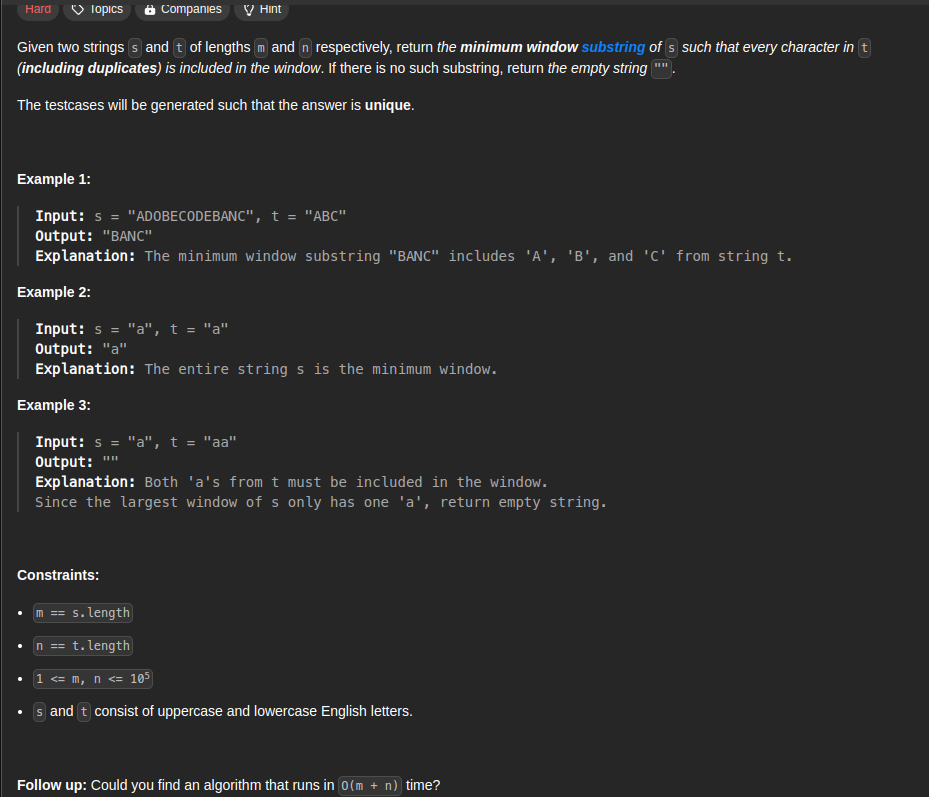 Hard Topics Companies Hint
Given two strings s and t of lengths m and n respectively, return the minimum window substring of s such that every character in t
(including duplicates) is included in the window. If there is no such substring, return the empty string "".
The testcases will be generated such that the answer is unique.
Example 1:
Input: s = "ADOBECODEBANC", t = "ABC"
Output: "BANC"
Explanation: The minimum window substring "BANC" includes 'A', 'B', and 'C' from string t.
Example 2:
Input: s = "a", t = "a"
Output: "a"
Explanation: The entire string s is the minimum window.
Example 3:
Input: s = "a", t = "aa"
Output: ""
Explanation: Both 'a's from t must be included in the window.
Since the largest window of s only has one 'a', return empty string.
Constraints:
• m == s.length
• n == t.length
• 1 <= m, n <= 10⁵
• s and t consist of uppercase and lowercase English letters.
Follow up: Could you find an algorithm that runs in O(m + n) time?